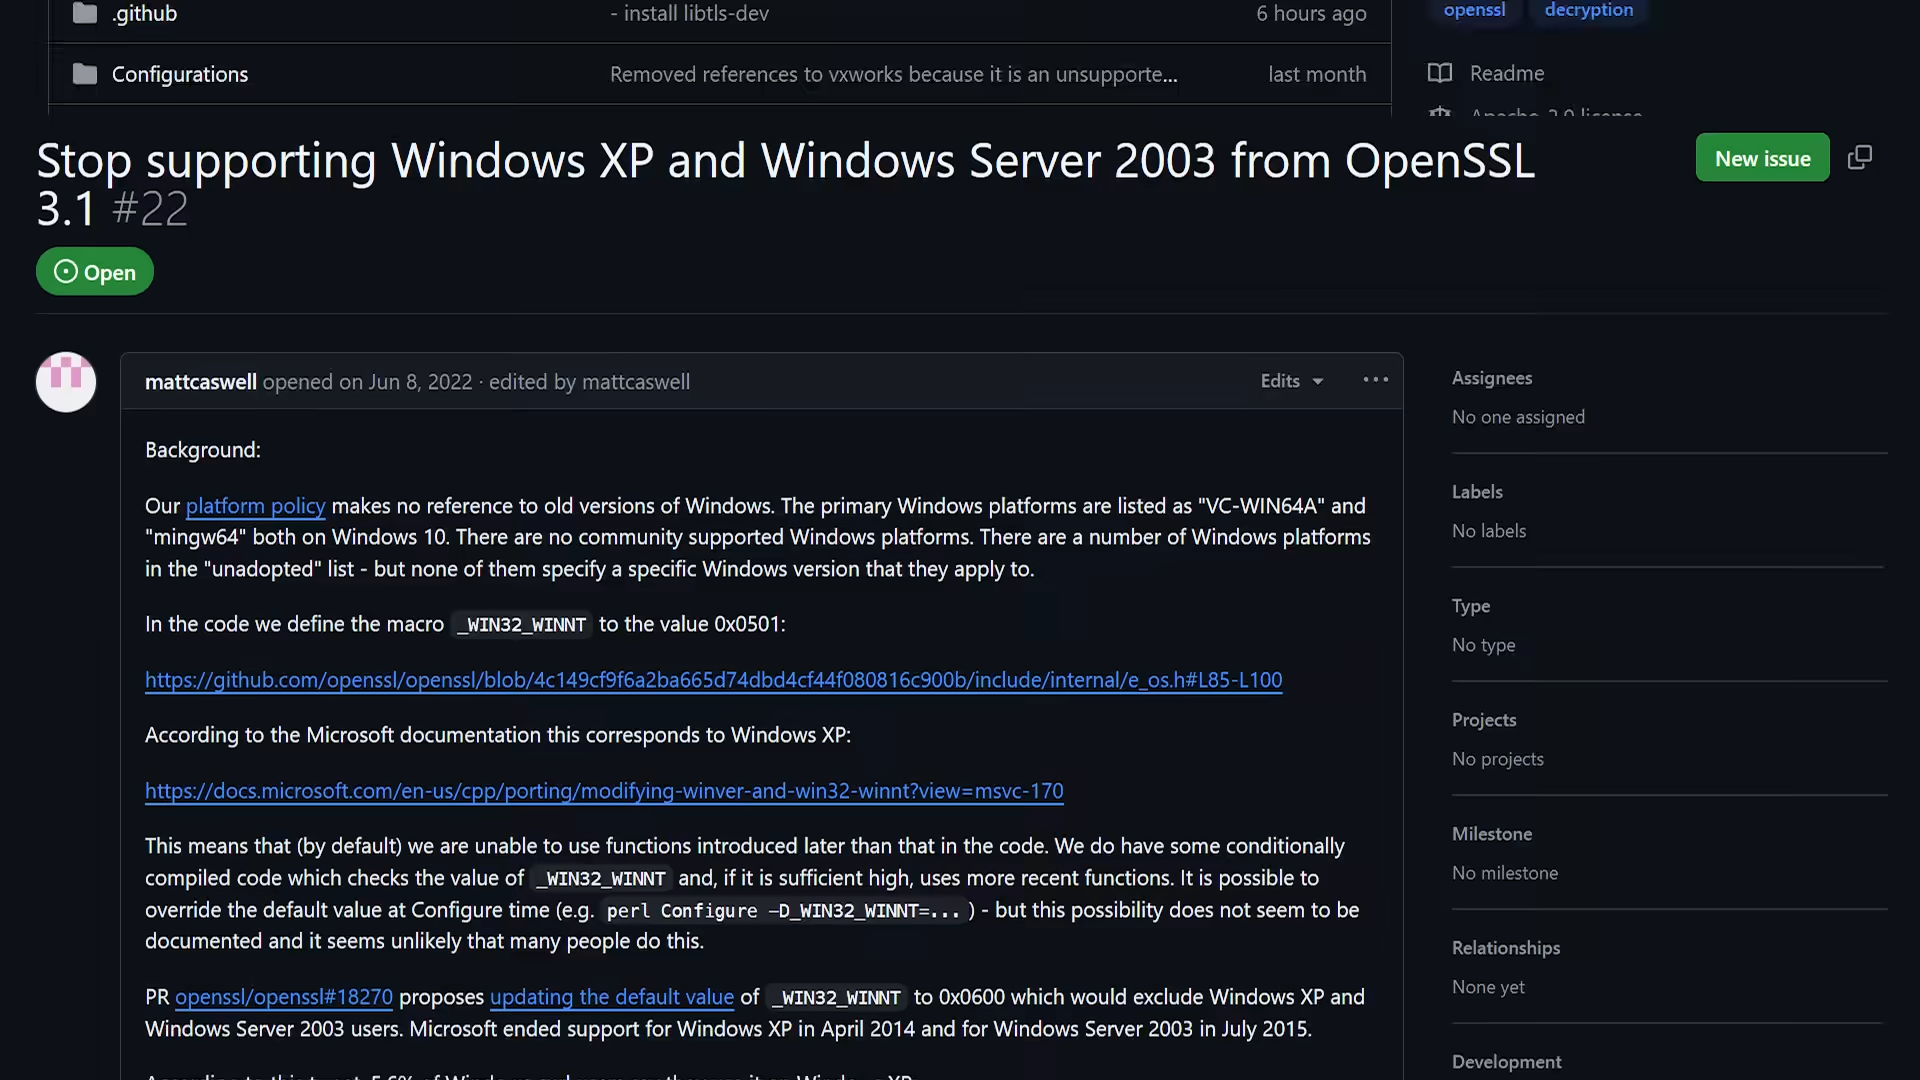 .github - install libtls-dev 6 hours ago
openssl decryption
Configurations Removed references to vxworks because it is an unsupporte... last month
Readme
Apache-2.0 license
Stop supporting Windows XP and Windows Server 2003 from OpenSSL
3.1 #22
New issue
Open
mattcaswell opened on Jun 8, 2022 · edited by mattcaswell Edits
Background:
Our platform policy makes no reference to old versions of Windows. The primary Windows platforms are listed as "VC-WIN64A" and
"mingw64" both on Windows 10. There are no community supported Windows platforms. There are a number of Windows platforms
in the "unadopted" list - but none of them specify a specific Windows version that they apply to.
In the code we define the macro _WIN32_WINNT to the value 0x0501:
https://github.com/openssl/openssl/blob/4c149cf9f6a2ba665d74dbd4cf44f080816c900b/include/internal/e_os.h#L85-L100
According to the Microsoft documentation this corresponds to Windows XP:
https://docs.microsoft.com/en-us/cpp/porting/modifying-winver-and-win32-winnt?view=msvc-170
This means that (by default) we are unable to use functions introduced later than that in the code. We do have some conditionally
compiled code which checks the value of _WIN32_WINNT and, if it is sufficient high, uses more recent functions. It is possible to
override the default value at Configure time (e.g. perl Configure –D_WIN32_WINNT=... ) - but this possibility does not seem to be
documented and it seems unlikely that many people do this.
PR openssl/openssl#18270 proposes updating the default value of _WIN32_WINNT to 0x0600 which would exclude Windows XP and
Windows Server 2003 users. Microsoft ended support for Windows XP in April 2014 and for Windows Server 2003 in July 2015.
Assignees
No one assigned
Labels
No labels
Type
No type
Projects
No projects
Milestone
No milestone
Relationships
None yet
Development